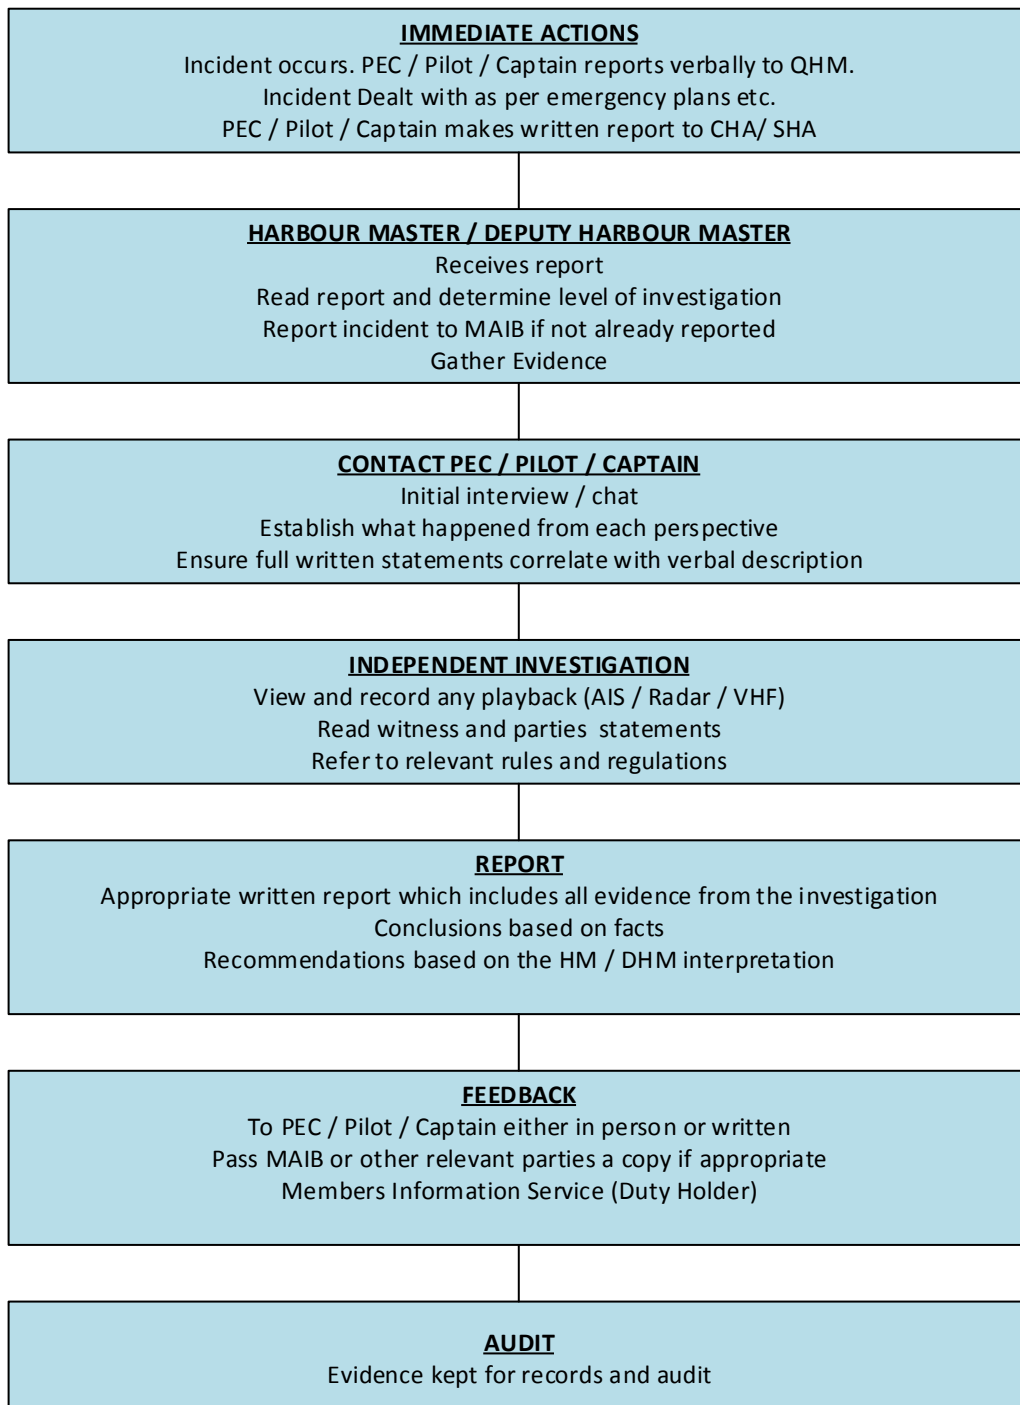 IMMEDIATE ACTIONS
Incident occurs. PEC / Pilot / Captain reports verbally to QHM.
Incident Dealt with as per emergency plans etc.
PEC / Pilot / Captain makes written report to CHA/ SHA
HARBOUR MASTER / DEPUTY HARBOUR MASTER
Receives report
Read report and determine level of investigation
Report incident to MAIB if not already reported
Gather Evidence
CONTACT PEC / PILOT / CAPTAIN
Initial interview / chat
Establish what happened from each perspective
Ensure full written statements correlate with verbal description
INDEPENDENT INVESTIGATION
View and record any playback (AIS / Radar / VHF)
Read witness and parties statements
Refer to relevant rules and regulations
REPORT
Appropriate written report which includes all evidence from the investigation
Conclusions based on facts
Recommendations based on the HM / DHM interpretation
FEEDBACK
To PEC / Pilot / Captain either in person or written
Pass MAIB or other relevant parties a copy if appropriate
Members Information Service (Duty Holder)
AUDIT
Evidence kept for records and audit